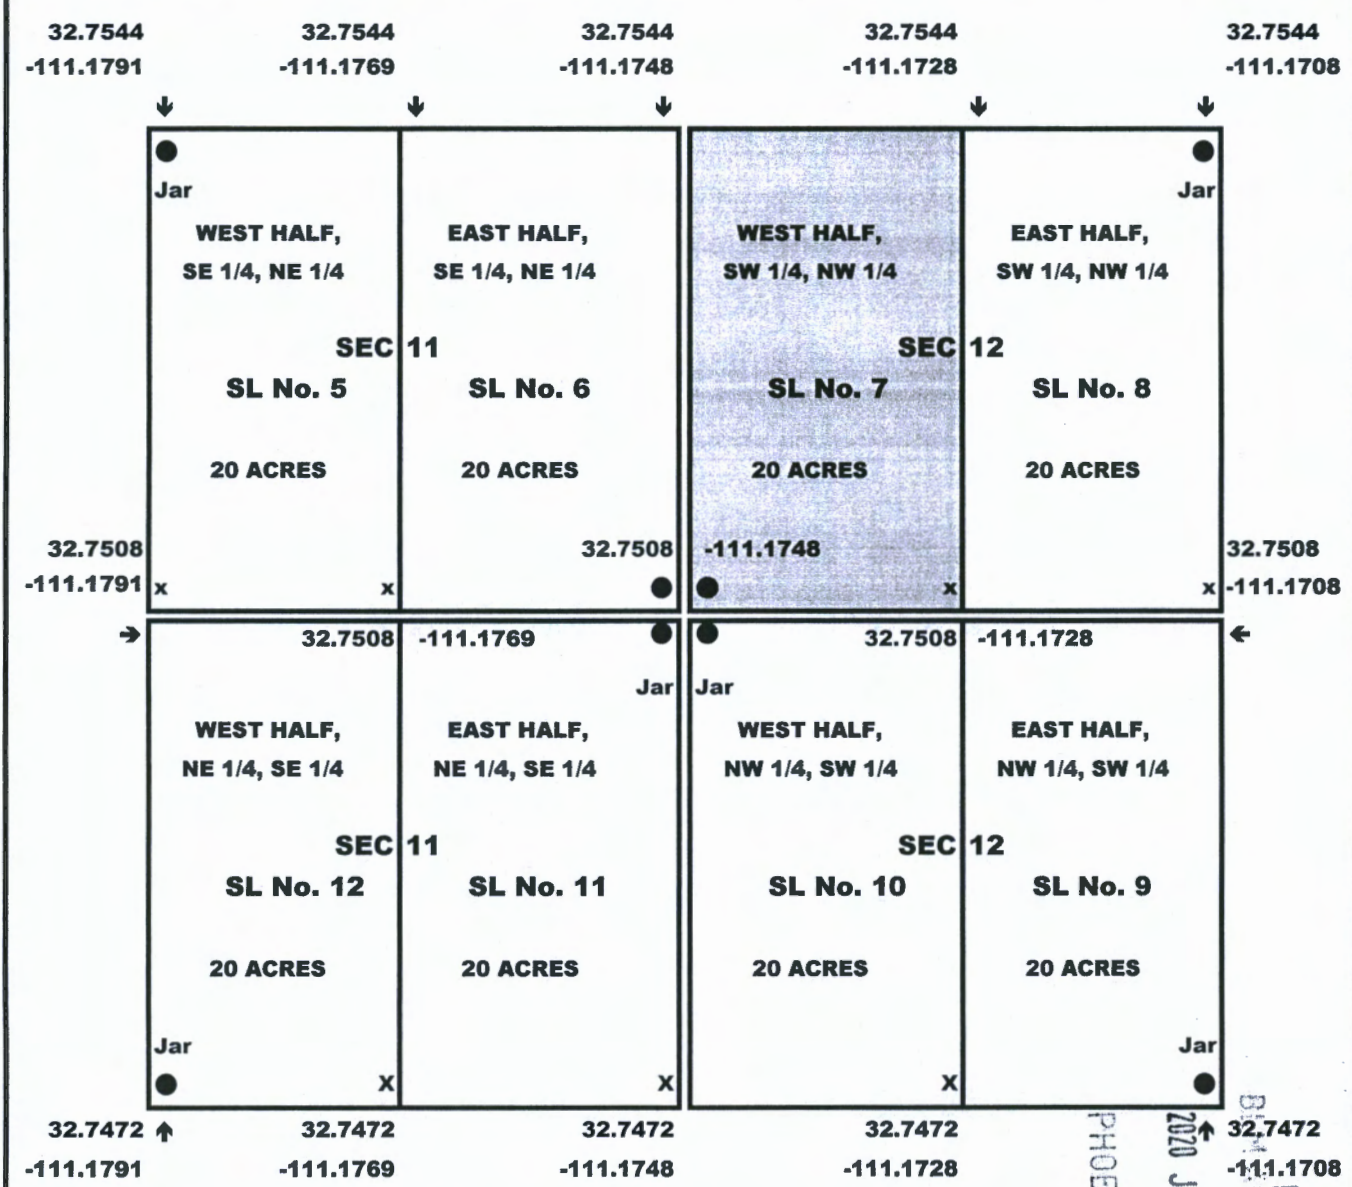 32.7544 32.7544 32.7544 32.7544 32.7544
-111.1791 -111.1769 -111.1748 -111.1728 -111.1708
Jar Jar
WEST HALF, EAST HALF, WEST HALF, EAST HALF,
SE 1/4, NE 1/4 SE 1/4, NE 1/4 SW 1/4, NW 1/4 SW 1/4, NW 1/4
SEC 11 SEC 12
SL No. 5 SL No. 6 SL No. 7 SL No. 8
20 ACRES 20 ACRES 20 ACRES 20 ACRES
32.7508 32.7508 -111.1748 32.7508
-111.1791 x x x x -111.1708
32.7508 -111.1769 32.7508 -111.1728
Jar Jar
WEST HALF, EAST HALF, WEST HALF, EAST HALF,
NE 1/4, SE 1/4 NE 1/4, SE 1/4 NW 1/4, SW 1/4 NW 1/4, SW 1/4
SEC 11 SEC 12
SL No. 12 SL No. 11 SL No. 10 SL No. 9
20 ACRES 20 ACRES 20 ACRES 20 ACRES
Jar Jar
X X X
32.7472 32.7472 32.7472 32.7472 32.7472
-111.1791 -111.1769 -111.1748 -111.1728 -111.1708
2020 J
PHOE